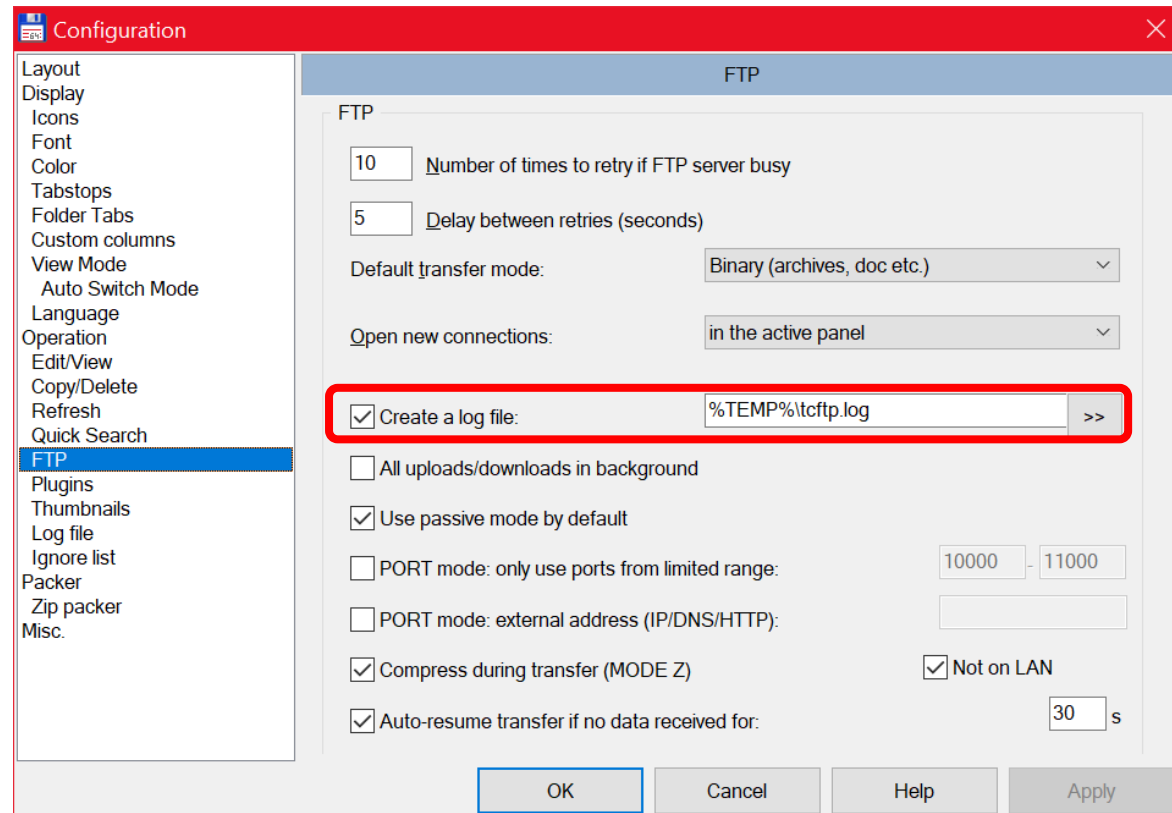 Configuration
Layout
Display
Icons
Font
Color
Tabstops
Folder Tabs
Custom columns
View Mode
Auto Switch Mode
Language
Operation
Edit/View
Copy/Delete
Refresh
Quick Search
FTP
Plugins
Thumbnails
Log file
Ignore list
Packer
Zip packer
Misc.
FTP
FTP
10 Number of times to retry if FTP server busy
5 Delay between retries (seconds)
Default transfer mode: Binary (archives, doc etc.)
Open new connections: in the active panel
Create a log file: %TEMP%\tcftp.log >>
All uploads/downloads in background
Use passive mode by default
PORT mode: only use ports from limited range: 10000 - 11000
PORT mode: external address (IP/DNS/HTTP):
Compress during transfer (MODE Z) Not on LAN
Auto-resume transfer if no data received for: 30 s
OK Cancel Help Apply